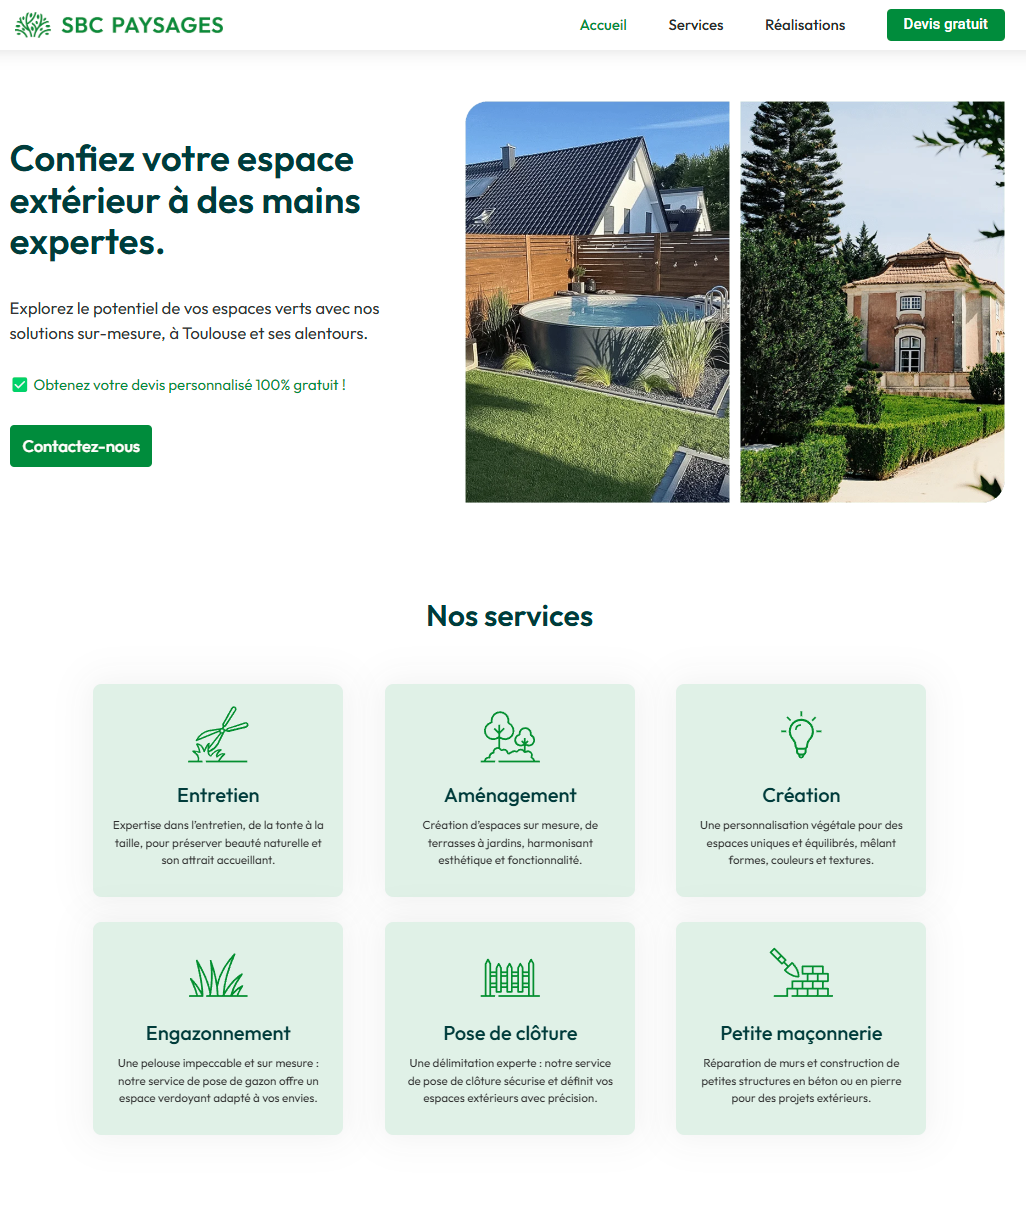 SBC PAYSAGES
Accueil
Services
Réalisations
Devis gratuit
Confiez votre espace
extérieur à des mains
expertes.
Explorez le potentiel de vos espaces verts avec nos
solutions sur-mesure, à Toulouse et ses alentours.
Obtenez votre devis personnalisé 100% gratuit !
Contactez-nous
Nos services
Entretien
Expertise dans l'entretien, de la tonte à la
taille, pour préserver beauté naturelle et
son attrait accueillant.
Aménagement
Création d'espaces sur mesure, de
terrasses à jardins, harmonisant
esthétique et fonctionnalité.
Création
Une personnalisation végétale pour des
espaces uniques et équilibrés, mêlant
formes, couleurs et textures.
Engazonnement
Une pelouse impeccable et sur mesure :
notre service de pose de gazon offre un
espace verdoyant adapté à vos envies.
Pose de clôture
Une délimitation experte : notre service
de pose de clôture sécurise et définit vos
espaces extérieurs avec précision.
Petite maçonnerie
Réparation de murs et construction de
petites structures en béton ou en pierre
pour des projets extérieurs.